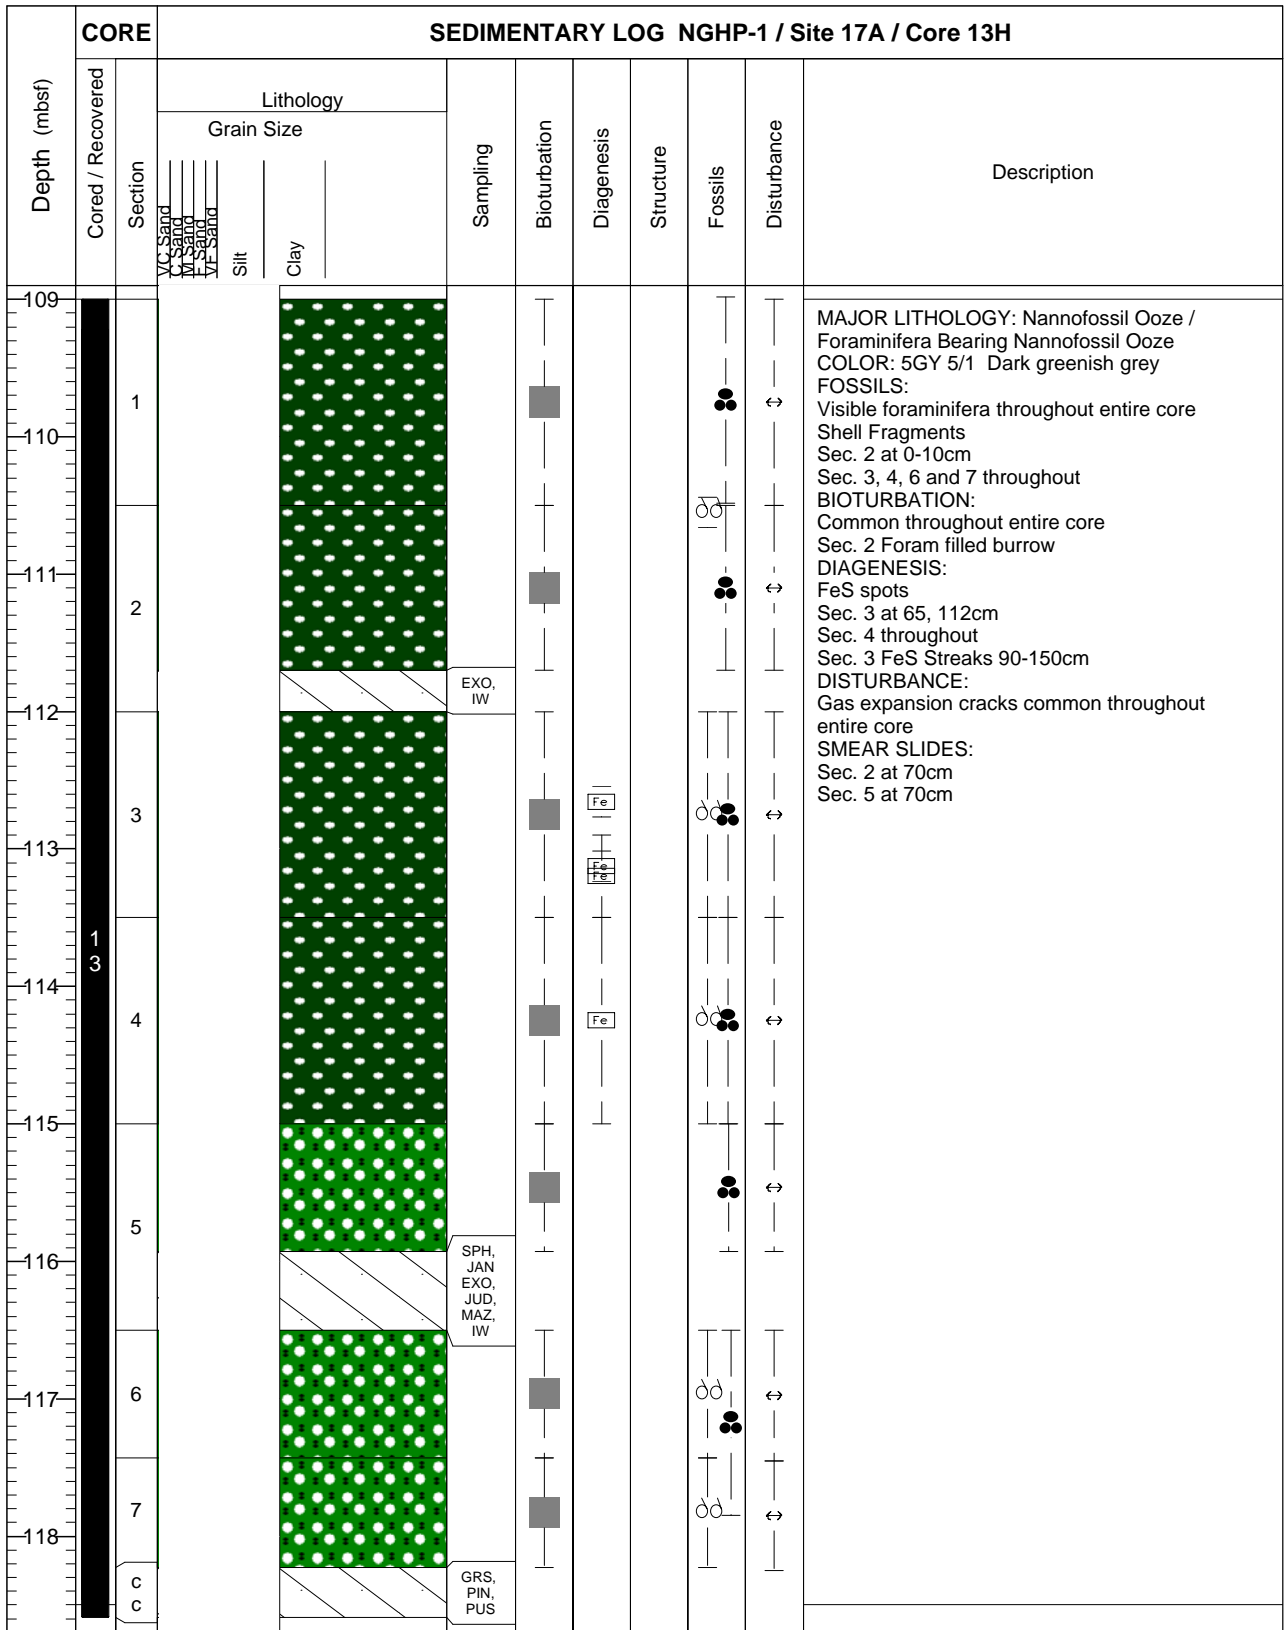 CORE
SEDIMENTARY LOG NGHP-1 / Site 17A / Core 13H
Depth (mbsf)
Cored / Recovered
Section
Lithology
Grain Size
VC Sand
C Sand
M Sand
F Sand
VF Sand
Silt
Clay
Sampling
Bioturbation
Diagenesis
Structure
Fossils
Disturbance
Description
109
MAJOR LITHOLOGY: Nannofossil Ooze /
Foraminifera Bearing Nannofossil Ooze
COLOR: 5GY 5/1 Dark greenish grey
FOSSILS:
Visible foraminifera throughout entire core
Shell Fragments
Sec. 2 at 0-10cm
Sec. 3, 4, 6 and 7 throughout
BIOTURBATION:
Common throughout entire core
Sec. 2 Foram filled burrow
DIAGENESIS:
FeS spots
Sec. 3 at 65, 112cm
Sec. 4 throughout
Sec. 3 FeS Streaks 90-150cm
DISTURBANCE:
Gas expansion cracks common throughout
entire core
SMEAR SLIDES:
Sec. 2 at 70cm
Sec. 5 at 70cm
1
110
111
2
EXO,
IW
112
Fe
3
113
Fe
Fe
1
3
114
4
Fe
115
5
116
SPH,
JAN
EXO,
JUD,
MAZ,
IW
6
117
7
118
c
c
GRS,
PIN,
PUS